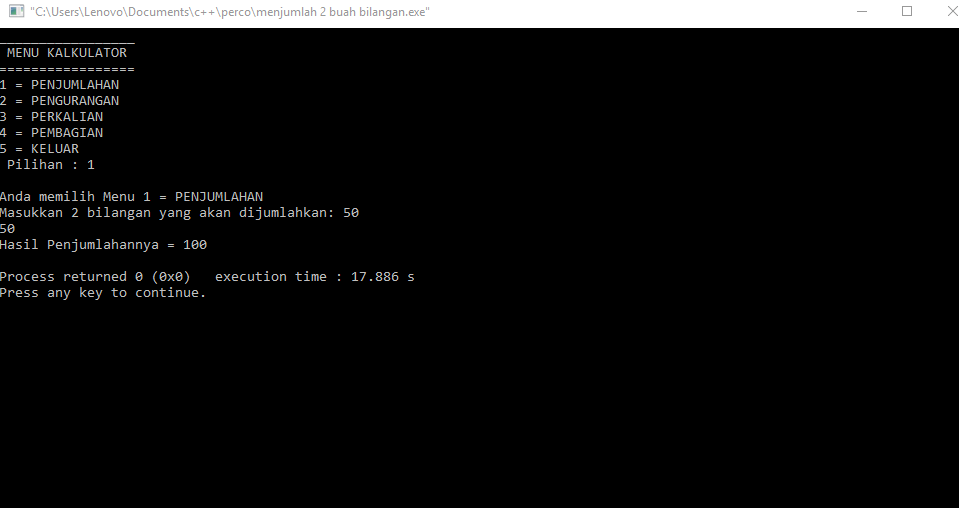 "C:\Users\Lenovo\Documents\c++\perco\menjumlah 2 buah bilangan.exe"
_________________
 MENU KALKULATOR
=================
1 = PENJUMLAHAN
2 = PENGURANGAN
3 = PERKALIAN
4 = PEMBAGIAN
5 = KELUAR
 Pilihan : 1
Anda memilih Menu 1 = PENJUMLAHAN
Masukkan 2 bilangan yang akan dijumlahkan: 50
50
Hasil Penjumlahannya = 100
Process returned 0 (0x0)   execution time : 17.886 s
Press any key to continue.